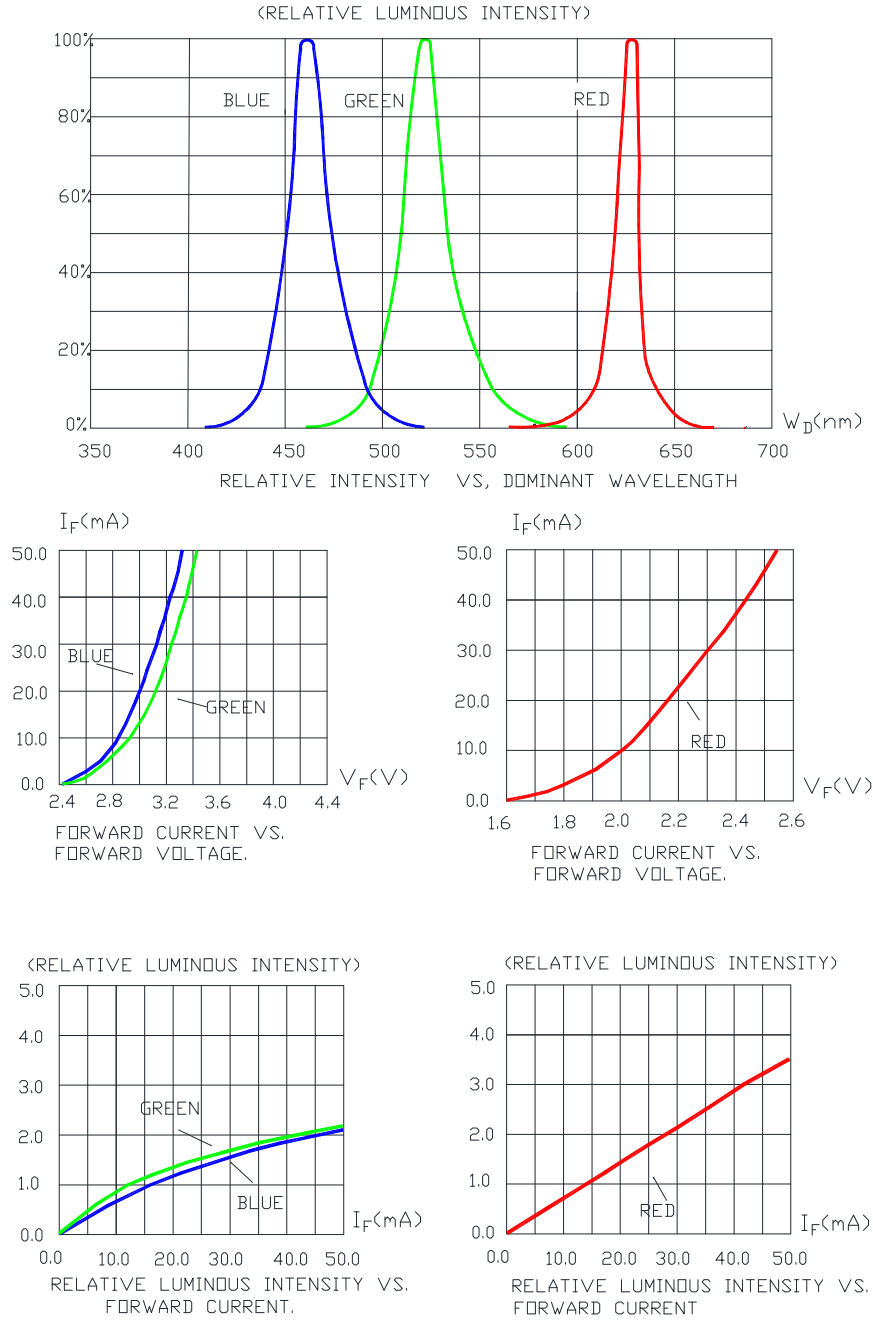 (RELATIVE LUMINOUS INTENSITY)
100%
BLUE
GREEN
RED
80%
60%
40%
20%
0%
W_D(nm)
350 400 450 500 550 600 650 700
RELATIVE INTENSITY VS, DOMINANT WAVELENGTH
I_F(mA)
50.0
40.0
30.0
BLUE
20.0
GREEN
10.0
0.0
V_F(V)
2.4 2.8 3.2 3.6 4.0 4.4
FORWARD CURRENT VS.
FORWARD VOLTAGE.
I_F(mA)
50.0
40.0
30.0
20.0
RED
10.0
0.0
V_F(V)
1.6 1.8 2.0 2.2 2.4 2.6
FORWARD CURRENT VS.
FORWARD VOLTAGE.
(RELATIVE LUMINOUS INTENSITY)
5.0
4.0
3.0
GREEN
2.0
1.0
BLUE
0.0
I_F(mA)
0.0 10.0 20.0 30.0 40.0 50.0
RELATIVE LUMINOUS INTENSITY VS.
FORWARD CURRENT.
(RELATIVE LUMINOUS INTENSITY)
5.0
4.0
3.0
2.0
1.0
RED
0.0
I_F(mA)
0.0 10.0 20.0 30.0 40.0 50.0
RELATIVE LUMINOUS INTENSITY VS.
FORWARD CURRENT